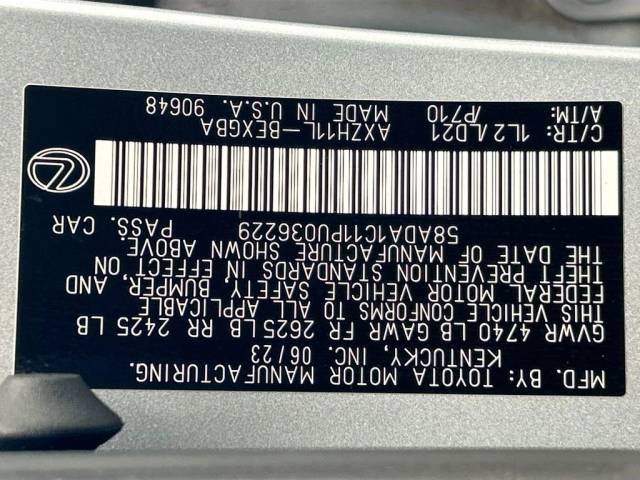 MFD. BY: TOYOTA MOTOR MANUFACTURING.
KENTUCKY, INC. 06/23
GVWR 4740 LB GAWR FR 2625 LB RR 2425 LB
THIS VEHICLE CONFORMS TO ALL APPLICABLE
FEDERAL MOTOR VEHICLE SAFETY, BUMPER, AND
THEFT PREVENTION STANDARDS IN EFFECT ON
THE DATE OF MANUFACTURE SHOWN ABOVE.
58ADA1C11PU036229 PASS. CAR
C/TR: 1L2/LD21 AXZH11L-BEXGBA
A/TM: /P710 MADE IN U.S.A. 90648